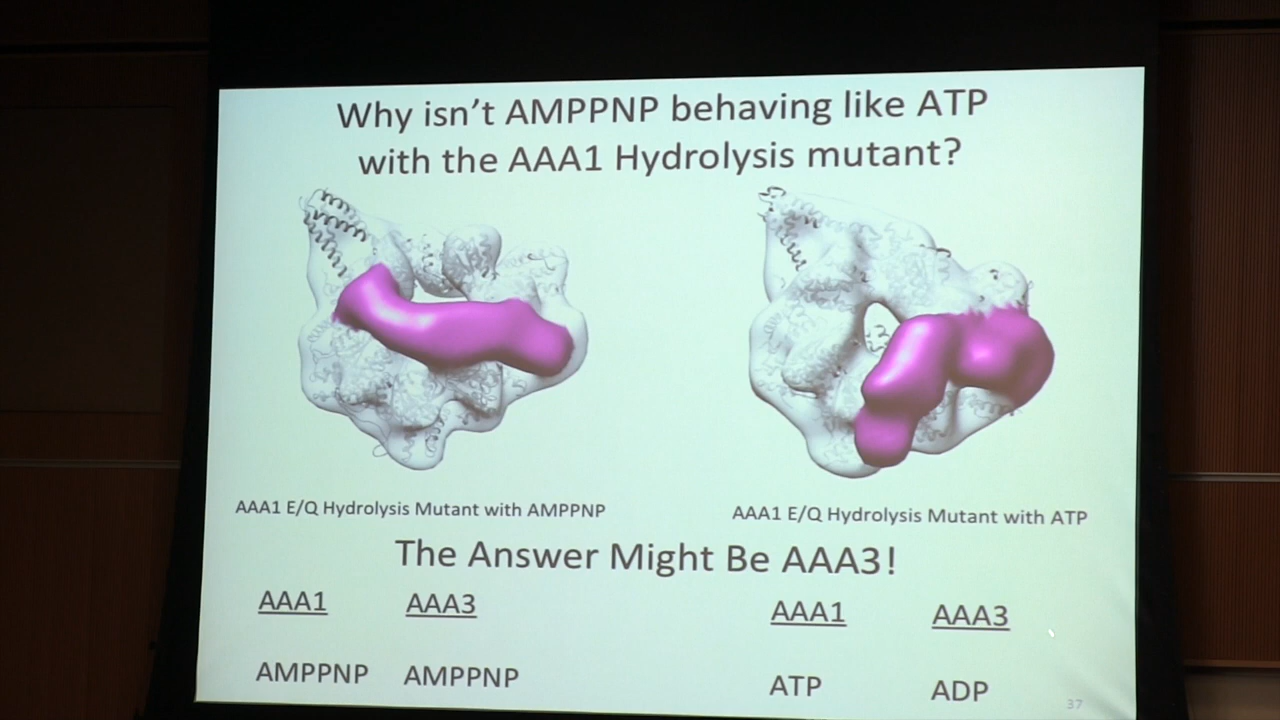 Why isn't AMPPNP behaving like ATP
with the AAA1 Hydrolysis mutant?
AAA1 E/Q Hydrolysis Mutant with AMPPNP
AAA1 E/Q Hydrolysis Mutant with ATP
The Answer Might Be AAA3!
AAA1 AAA3 AAA1 AAA3
AMPPNP AMPPNP ATP ADP
37